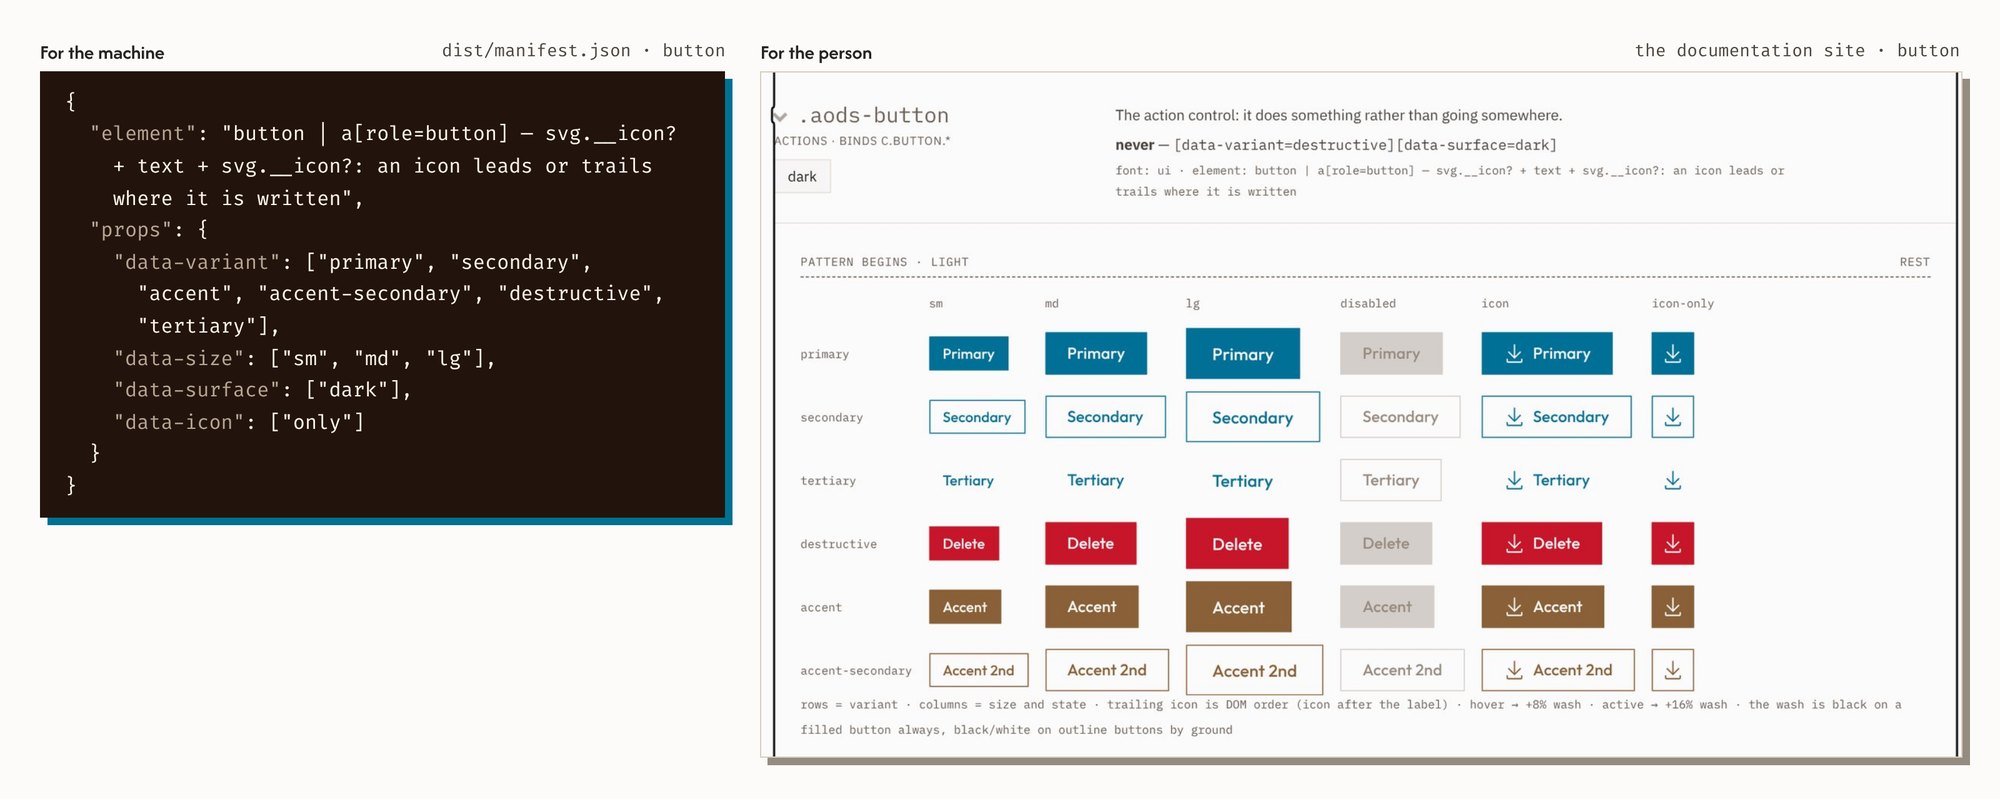 For the machine
dist/manifest.json · button
{
"element": "button | a[role=button] — svg.__icon?
+ text + svg.__icon?: an icon leads or trails
where it is written",
"props": {
"data-variant": ["primary", "secondary",
"accent", "accent-secondary", "destructive",
"tertiary"],
"data-size": ["sm", "md", "lg"],
"data-surface": ["dark"],
"data-icon": ["only"]
}
}
For the person
the documentation site · button
.aods-button
ACTIONS · BINDS C.BUTTON.*
dark
The action control: it does something rather than going somewhere.
never — [data-variant=destructive][data-surface=dark]
font: ui · element: button | a[role=button] — svg.__icon? + text + svg.__icon?: an icon leads or
trails where it is written
PATTERN BEGINS · LIGHT
REST
sm md lg disabled icon icon-only
primary Primary Primary Primary Primary Primary
secondary Secondary Secondary Secondary Secondary Secondary
tertiary Tertiary Tertiary Tertiary Tertiary Tertiary
destructive Delete Delete Delete Delete Delete
accent Accent Accent Accent Accent Accent
accent-secondary Accent 2nd Accent 2nd Accent 2nd Accent 2nd Accent 2nd
rows = variant · columns = size and state · trailing icon is DOM order (icon after the label) · hover → +8% wash · active → +16% wash · the wash is black on a
filled button always, black/white on outline buttons by ground